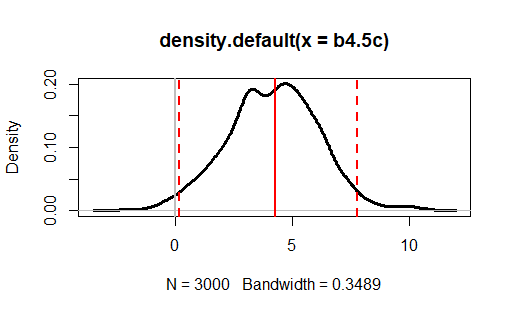 density.default(x = b4.5c)
Density
0.20
0.10
0.00
0 5 10
N = 3000 Bandwidth = 0.3489